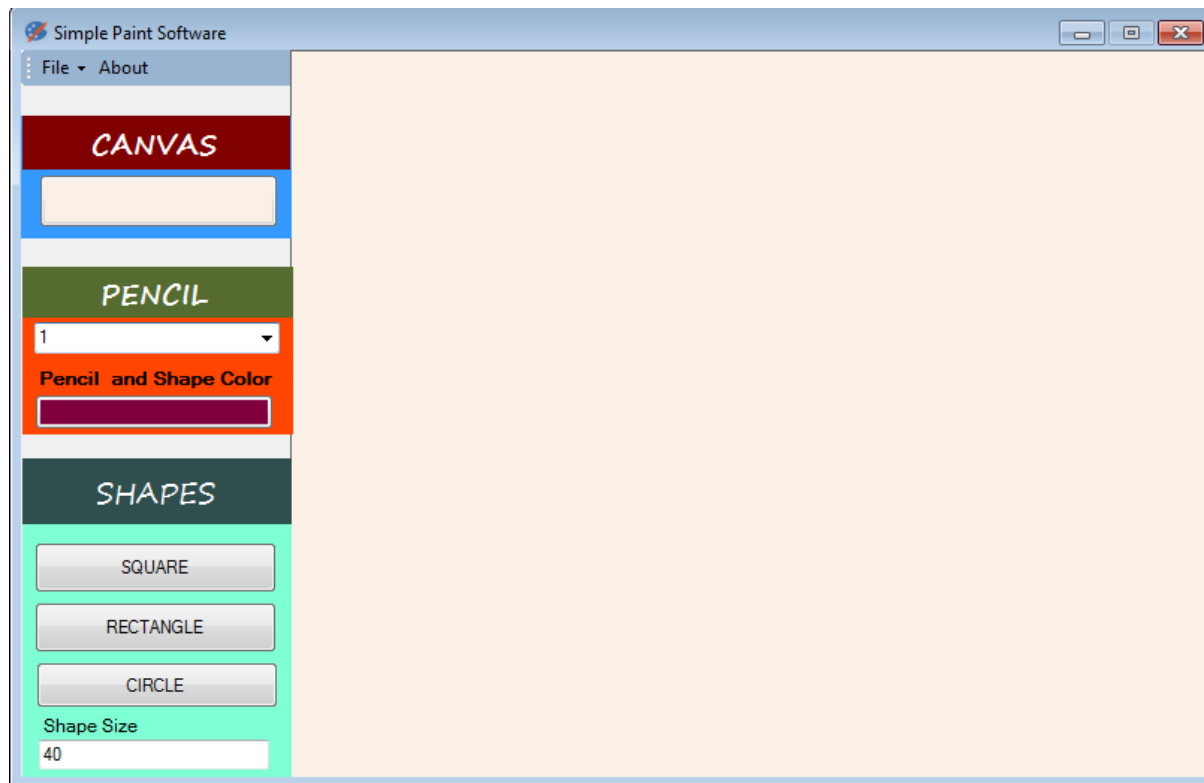 Simple Paint Software
File About
CANVAS
PENCIL
1
Pencil and Shape Color
SHAPES
SQUARE
RECTANGLE
CIRCLE
Shape Size
40